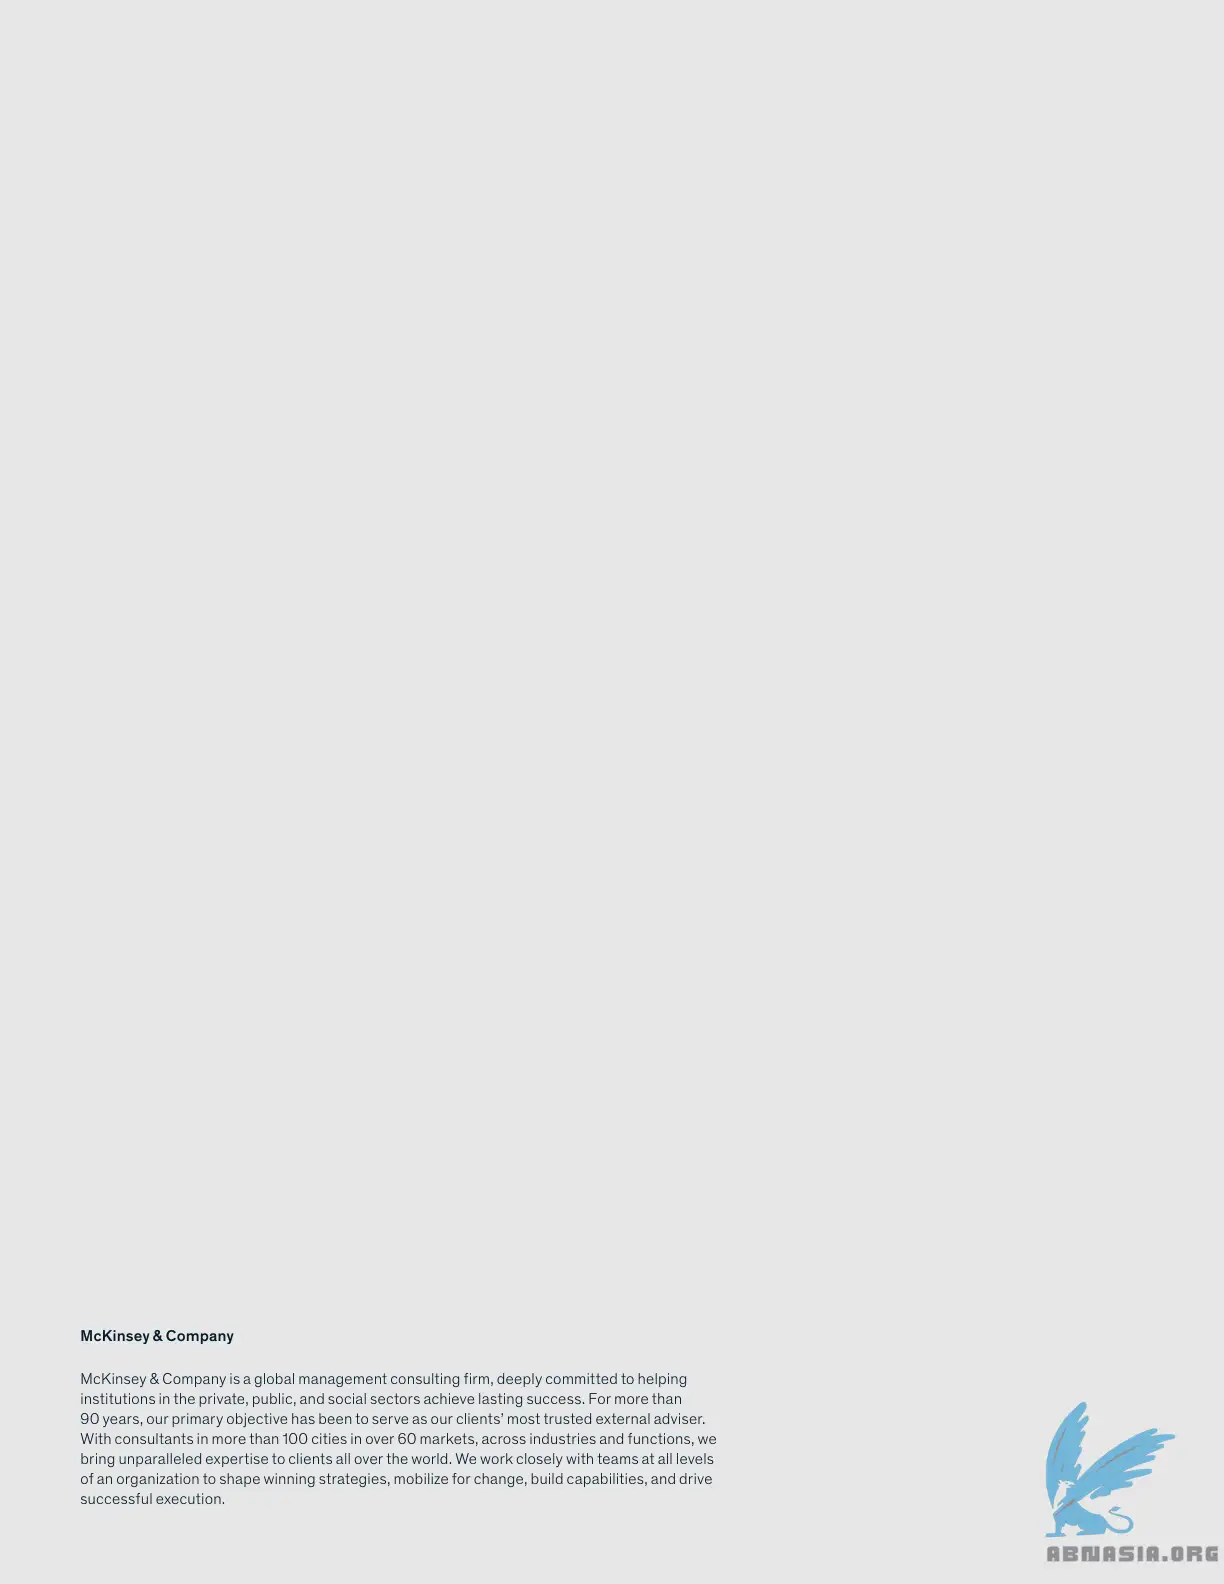 McKinsey & Company
McKinsey & Company is a global management consulting firm, deeply committed to helping
institutions in the private, public, and social sectors achieve lasting success. For more than
90 years, our primary objective has been to serve as our clients’ most trusted external adviser.
With consultants in more than 100 cities in over 60 markets, across industries and functions, we
bring unparalleled expertise to clients all over the world. We work closely with teams at all levels
of an organization to shape winning strategies, mobilize for change, build capabilities, and drive
successful execution.
ABNASIA.ORG